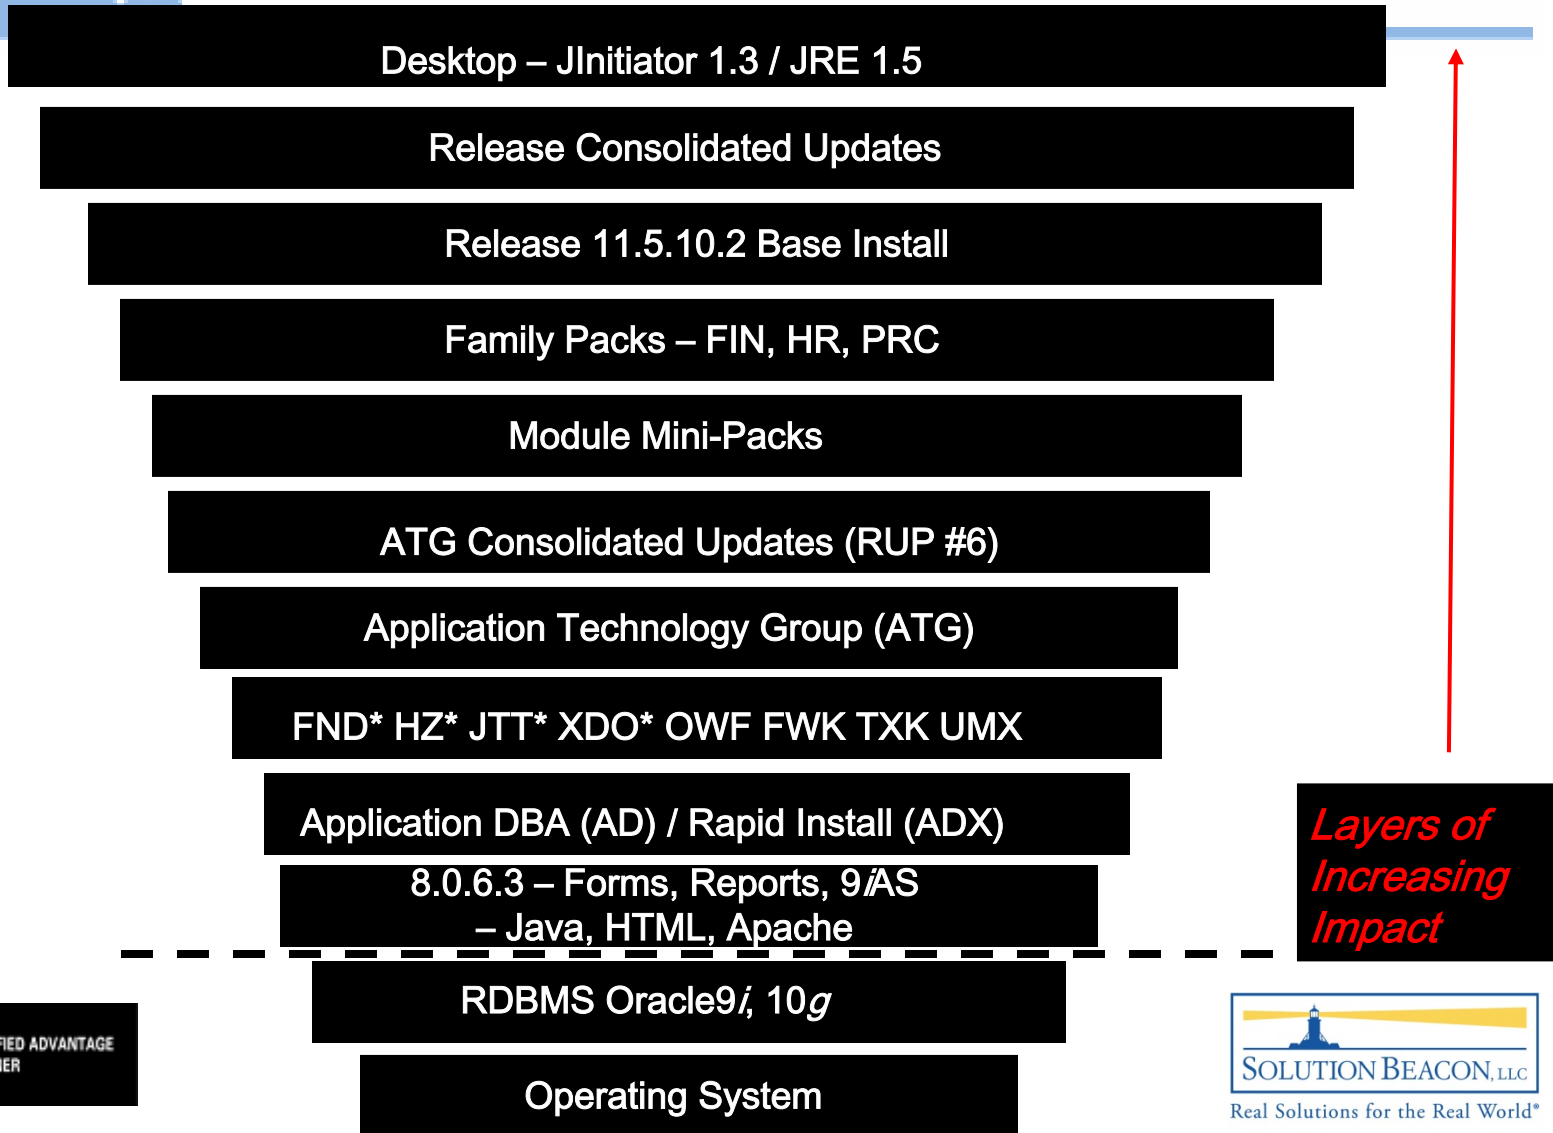 Desktop – JInitiator 1.3 / JRE 1.5
Release Consolidated Updates
Release 11.5.10.2 Base Install
Family Packs – FIN, HR, PRC
Module Mini-Packs
ATG Consolidated Updates (RUP #6)
Application Technology Group (ATG)
FND* HZ* JTT* XDO* OWF FWK TXK UMX
Application DBA (AD) / Rapid Install (ADX)
8.0.6.3 – Forms, Reports, 9iAS
– Java, HTML, Apache
Layers of
Increasing
Impact
RDBMS Oracle9i, 10g
Operating System
ADVANTAGE
SOLUTION BEACON, LLC
Real Solutions for the Real World®